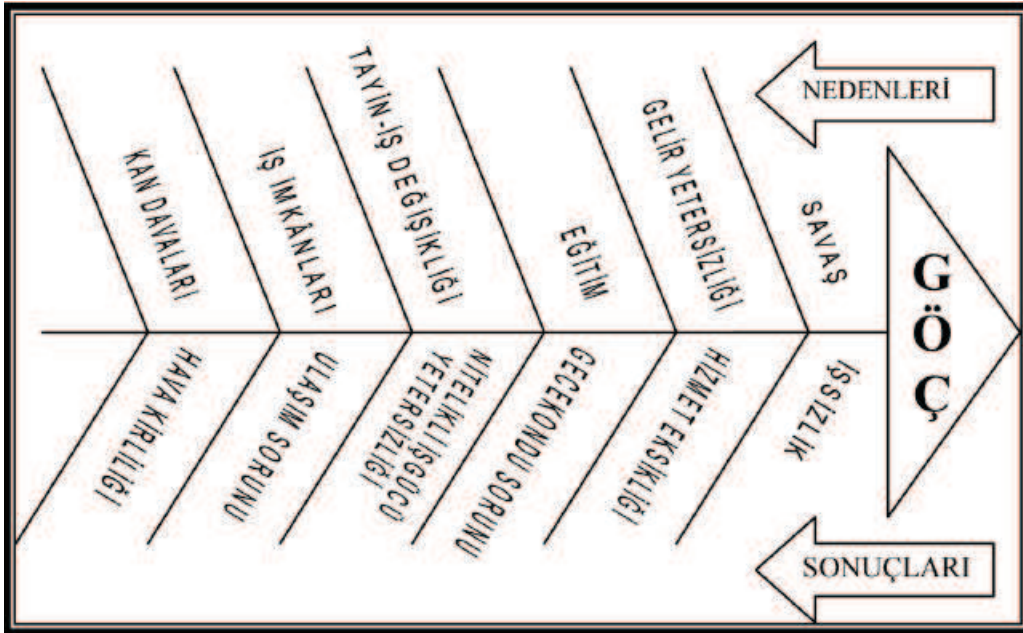 NEDENLERİ
KAN DAVALARI
İŞ İMKÂNLARI
TAYİN-İŞ DEĞİŞİKLİĞİ
EĞİTİM
GELİR YETERSİZLİĞİ
SAVAŞ
GÖÇ
HAVA KİRLİLİĞİ
ULAŞIM SORUNU
NİTELİKLİ İŞGÜCÜ
YETERSİZLİĞİ
GECEKONDU SORUNU
HİZMET EKSİKLİĞİ
İŞSİZLİK
SONUÇLARI